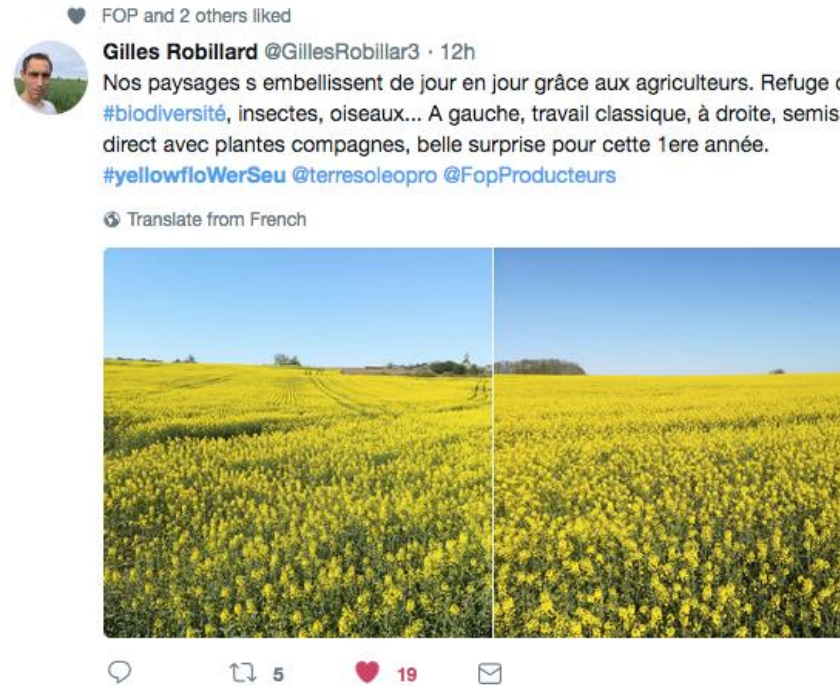 FOP and 2 others liked
Gilles Robillard @GillesRobillar3 · 12h
Nos paysages s embellissent de jour en jour grâce aux agriculteurs. Refuge
#biodiversité, insectes, oiseaux... A gauche, travail classique, à droite, semis
direct avec plantes compagnes, belle surprise pour cette 1ere année.
#yellowfloWerSeu @terresoleopro @FopProducteurs
Translate from French
5 19